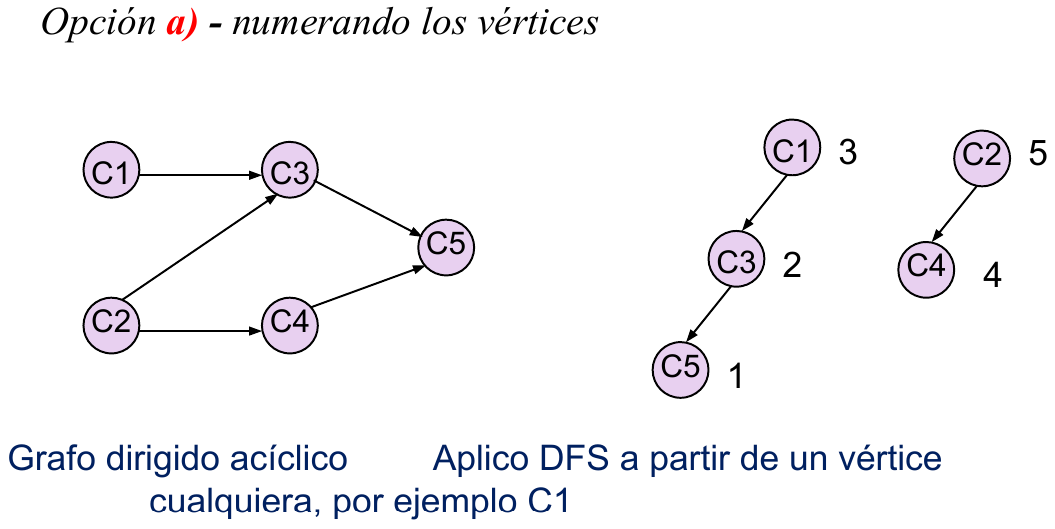 Opción a) - numerando los vértices
C1
C3
C5
C2
C4
C1 3
C2 5
C3 2
C4 4
C5 1
Grafo dirigido acíclico Aplico DFS a partir de un vértice
cualquiera, por ejemplo C1